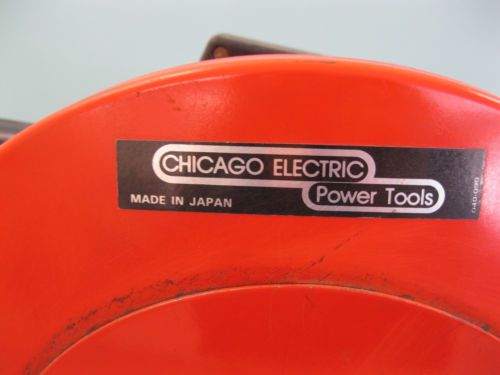 CHICAGO ELECTRIC
Power Tools
MADE IN JAPAN